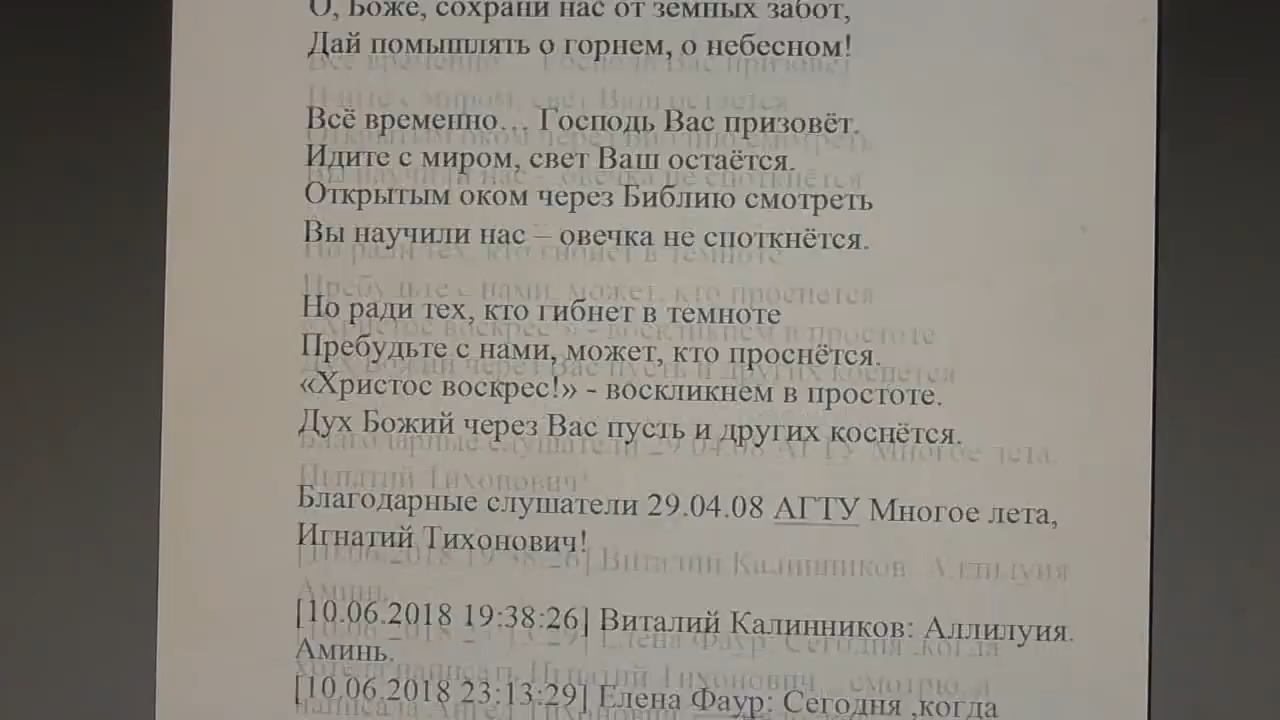 О, Боже, сохрани нас от земных забот,
Дай помышлять о горнем, о небесном!
Всё временно… Господь Вас призовёт.
Идите с миром, свет Ваш остаётся.
Открытым оком через Библию смотреть
Вы научили нас – овечка не споткнётся.
Но ради тех, кто гибнет в темноте
Пребудьте с нами, может, кто проснётся.
«Христос воскрес!» - воскликнем в простоте.
Дух Божий через Вас пусть и других коснётся.
Благодарные слушатели 29.04.08 АГТУ Многое лета,
Игнатий Тихонович!
[10.06.2018 19:38:26] Виталий Калинников: Аллилуия.
Аминь.
[10.06.2018 23:13:29] Елена Фаур: Сегодня ,когда